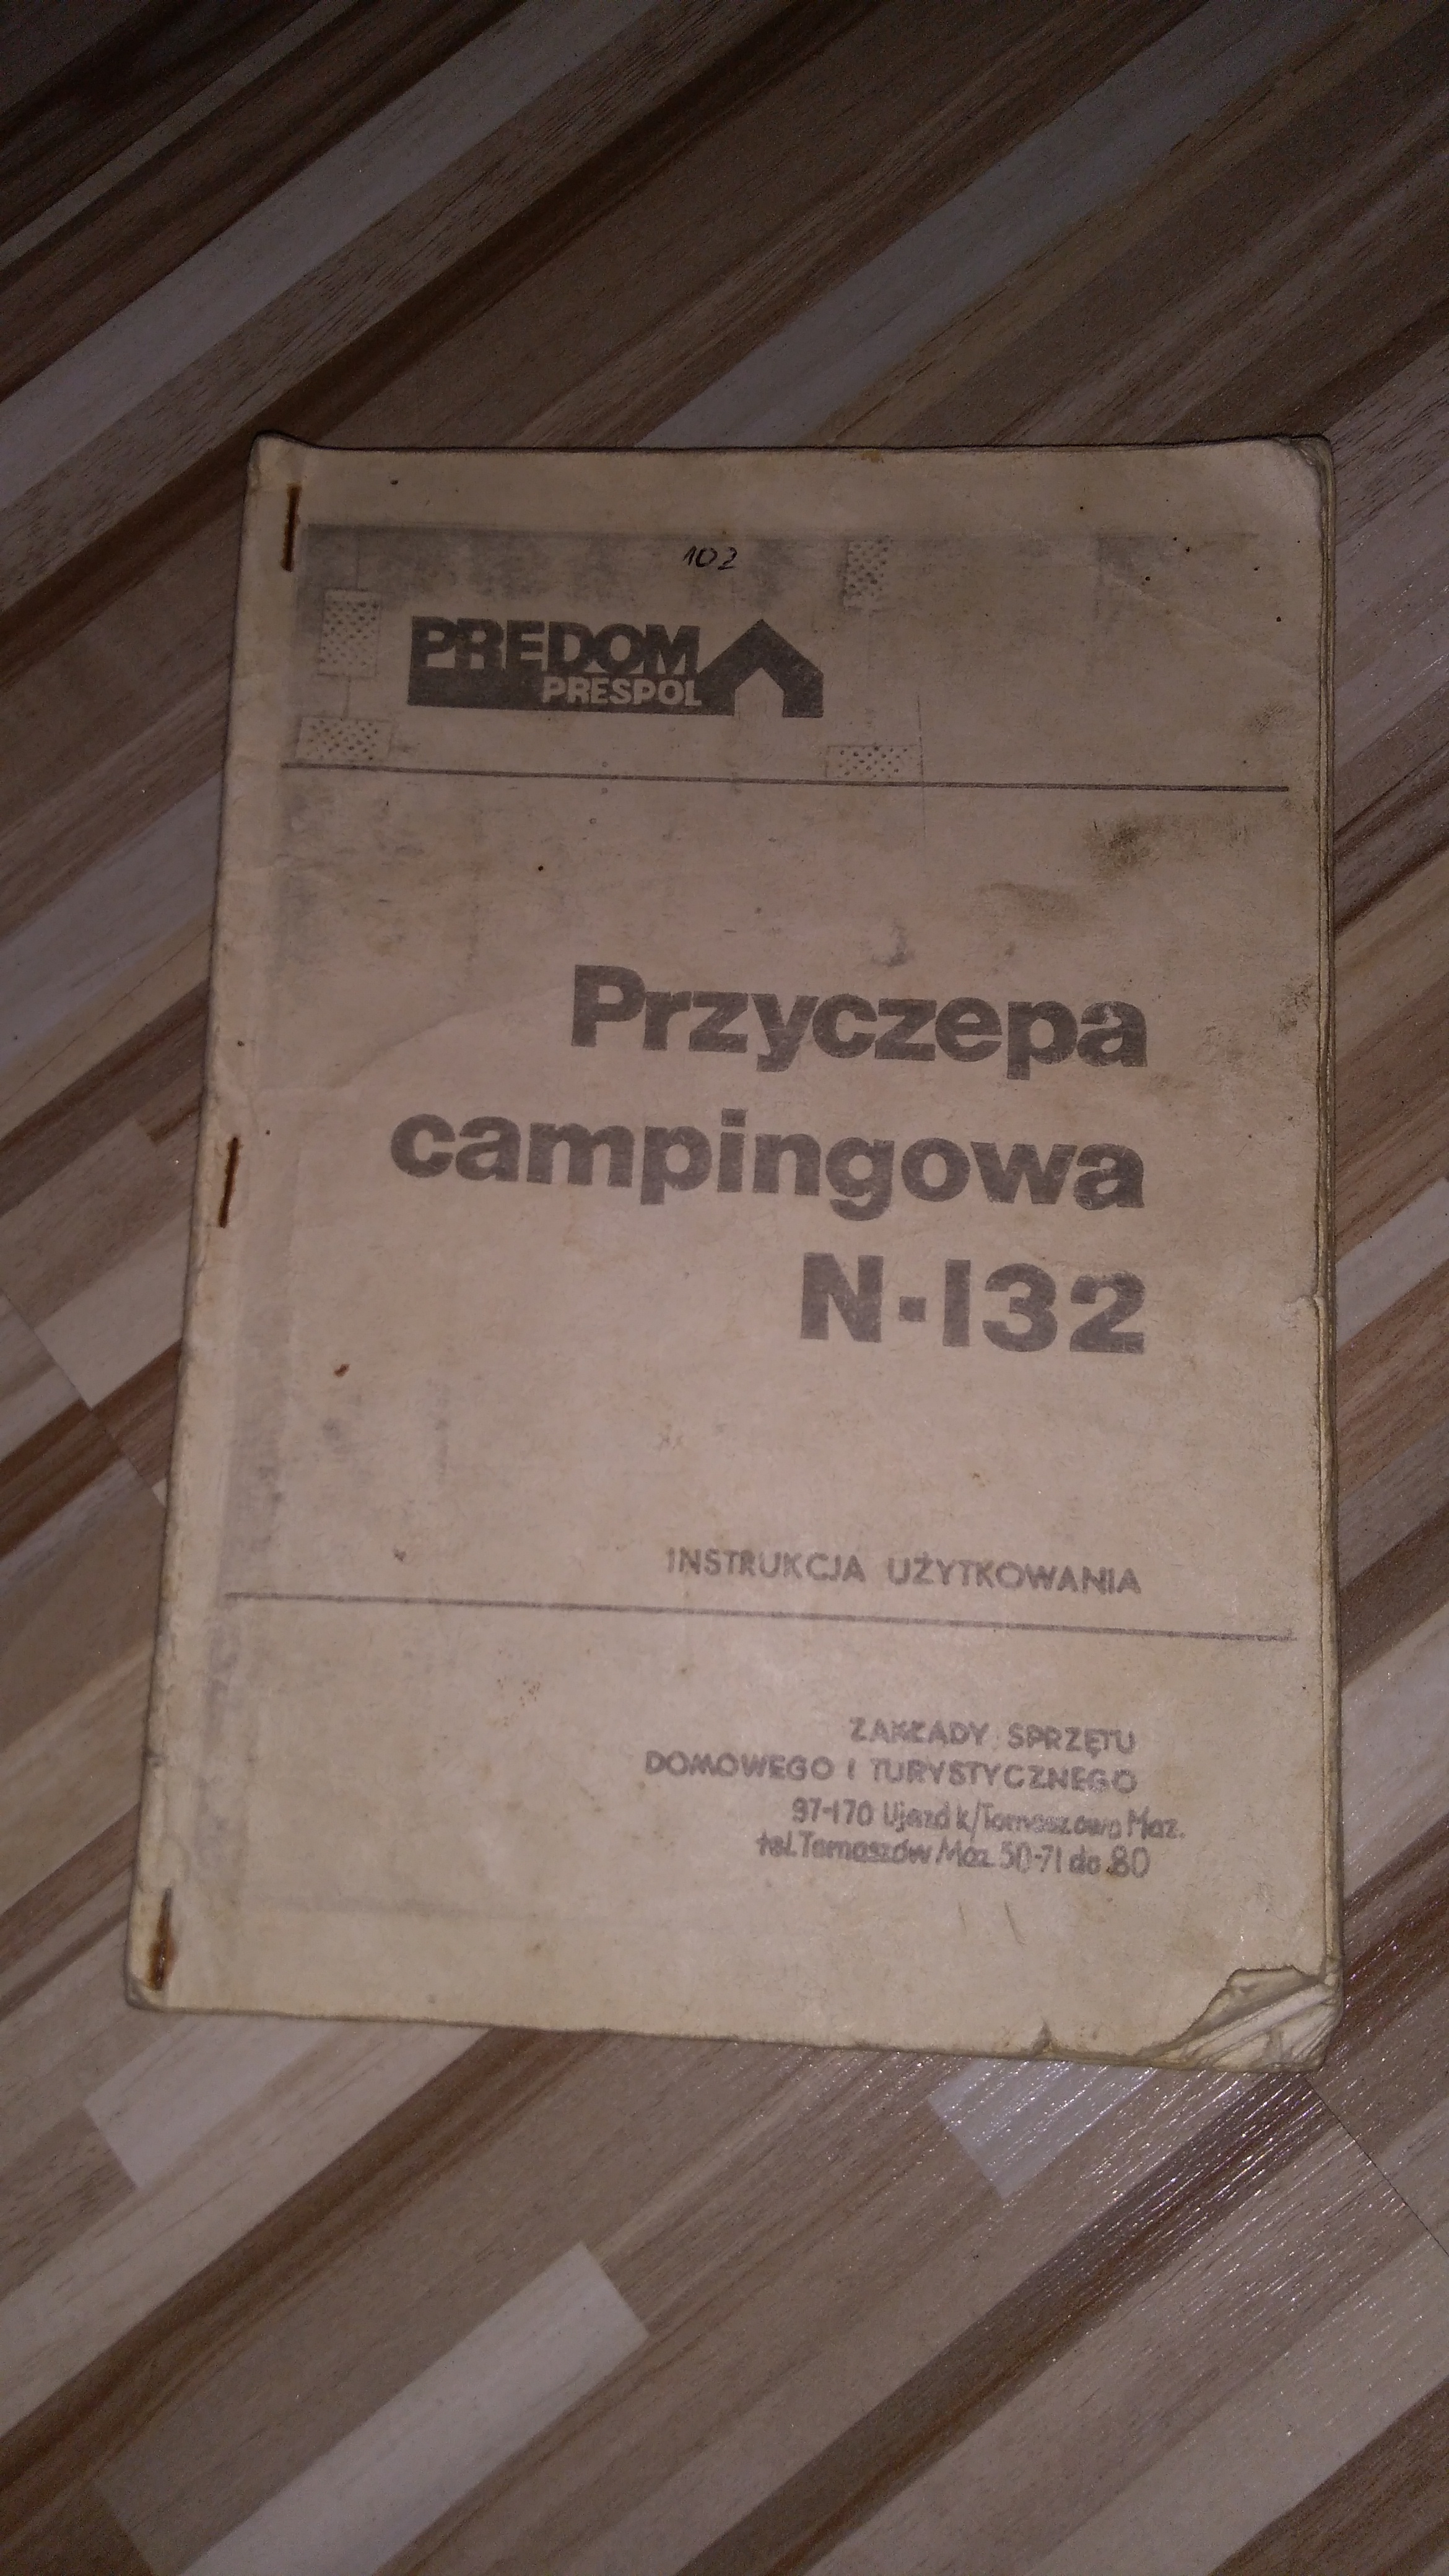 102
PREDOM
PRESPOL
Przyczepa
campingowa
N-132
INSTRUKCJA UŻYTKOWANIA
ZAKŁADY SPRZĘTU
DOMOWEGO I TURYSTYCZNEGO
97-170 Ujazd k/Tomaszowa Maz.
tel. Tomaszów Maz. 50-71 do 80